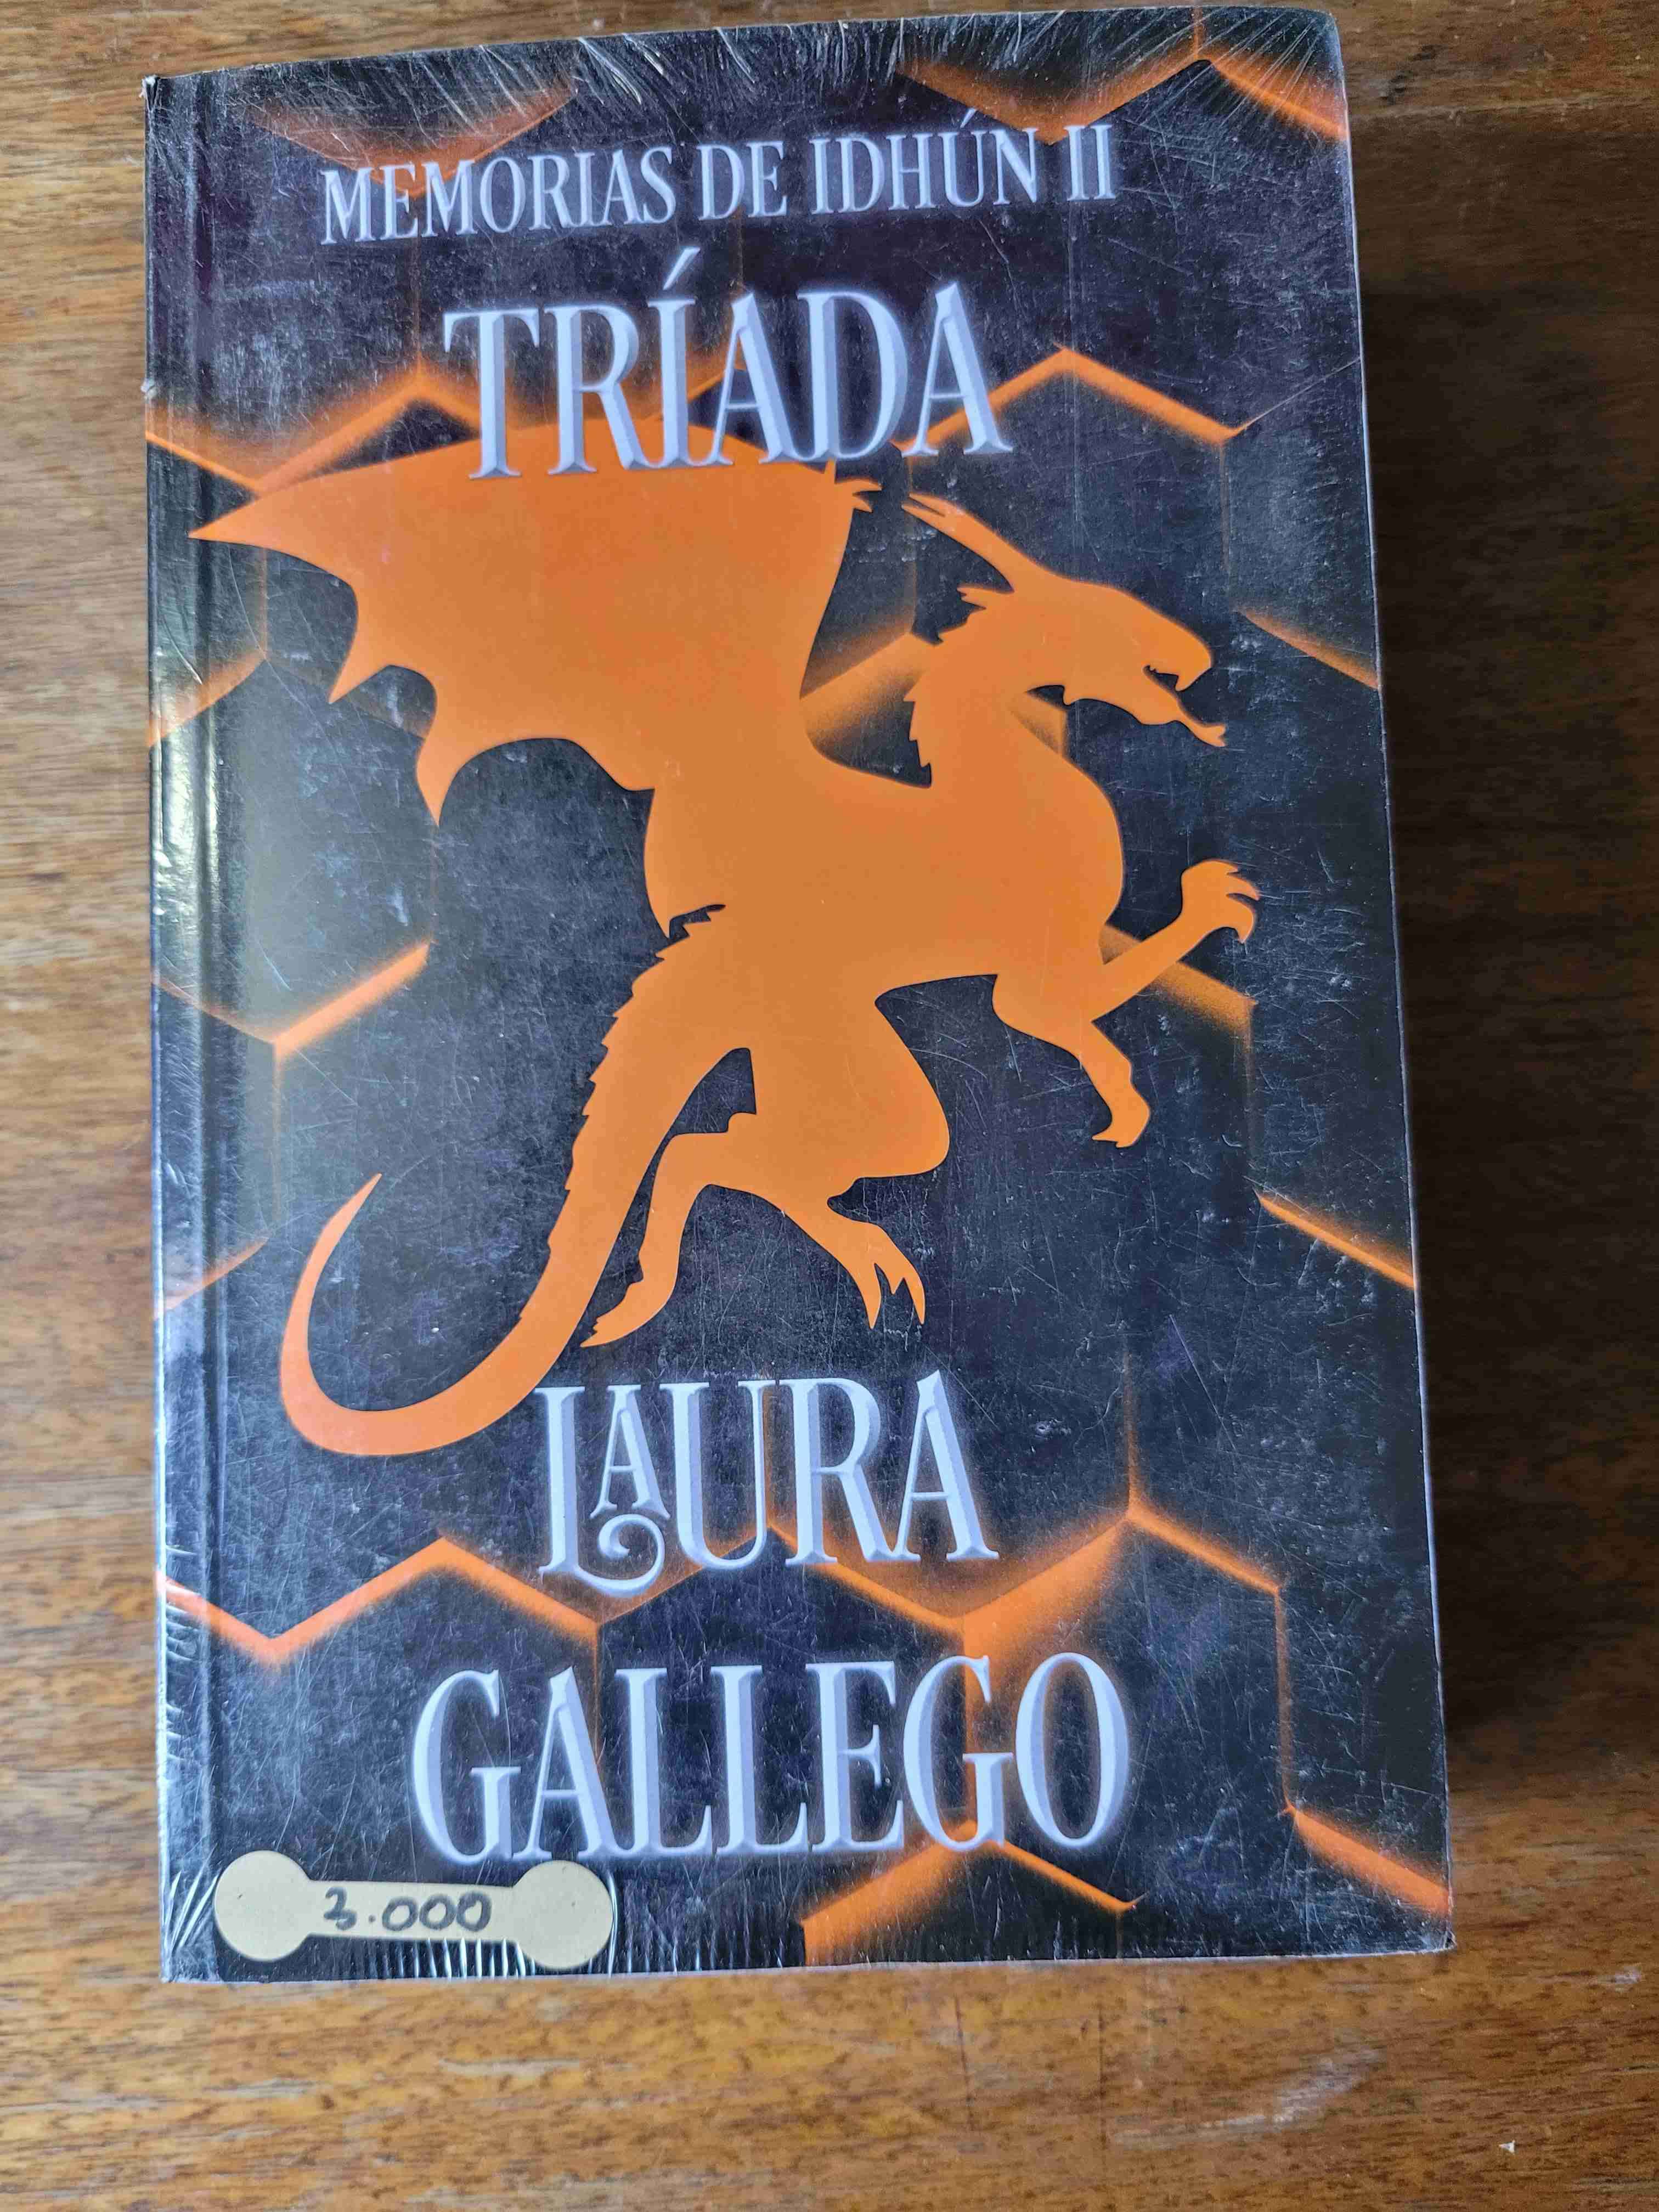 MEMORIAS DE IDHÚN II
TRÍADA
LAURA
GALLEGO
3.000